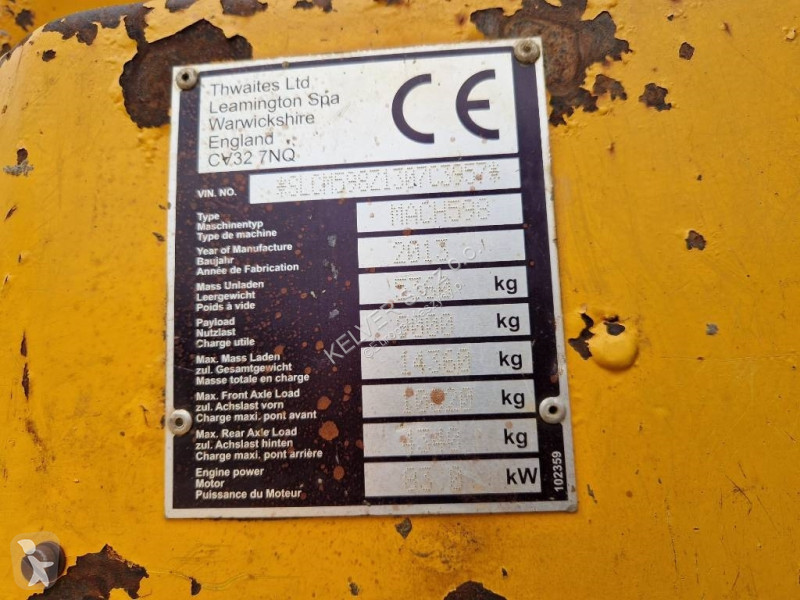 Thwaites Ltd
Leamington Spa
Warwickshire
England
CV32 7NQ
CE
VIN. NO.
Type
Maschinentyp
Type de machine
MACH598
Year of Manufacture
Baujahr
Année de Fabrication
2013
Mass Unladen
Leergewicht
Poids à vide
kg
Payload
Nutzlast
Charge utile
kg
Max. Mass Laden
zul. Gesamtgewicht
Masse totale en charge
14360 kg
Max. Front Axle Load
zul. Achslast vorn
Charge maxi. pont avant
kg
Max. Rear Axle Load
zul. Achslast hinten
Charge maxi. pont arrière
kg
Engine power
Motor
Puissance du Moteur
kW
102359